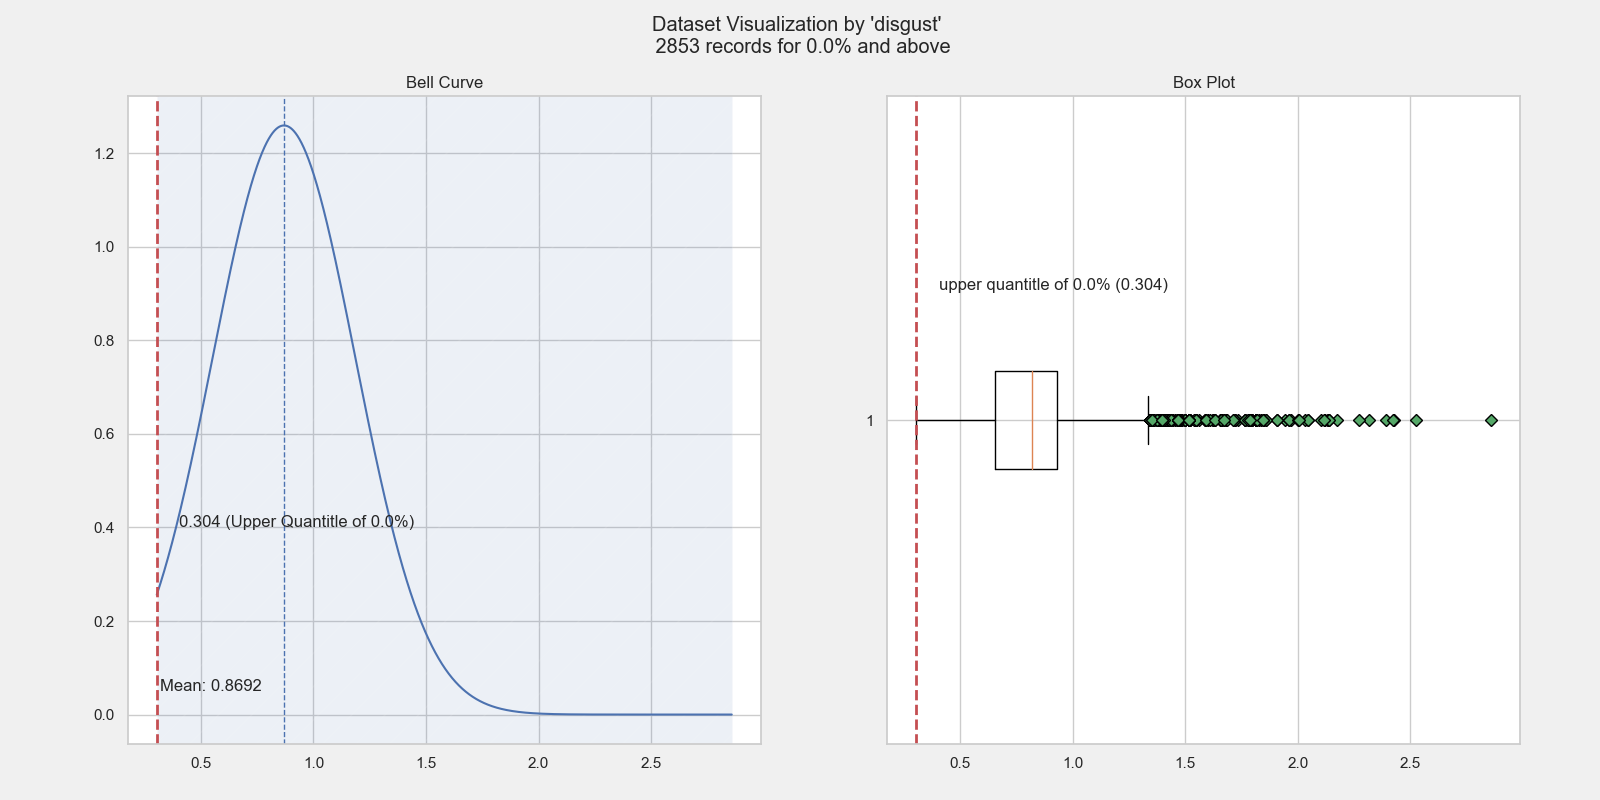 Dataset Visualization by 'disgust'
2853 records for 0.0% and above
Bell Curve
1.2
1.0
0.8
0.6
0.4
0.2
0.0
0.304 (Upper Quantitle of 0.0%)
Mean: 0.8692
0.5 1.0 1.5 2.0 2.5
Box Plot
upper quantitle of 0.0% (0.304)
1
0.5 1.0 1.5 2.0 2.5